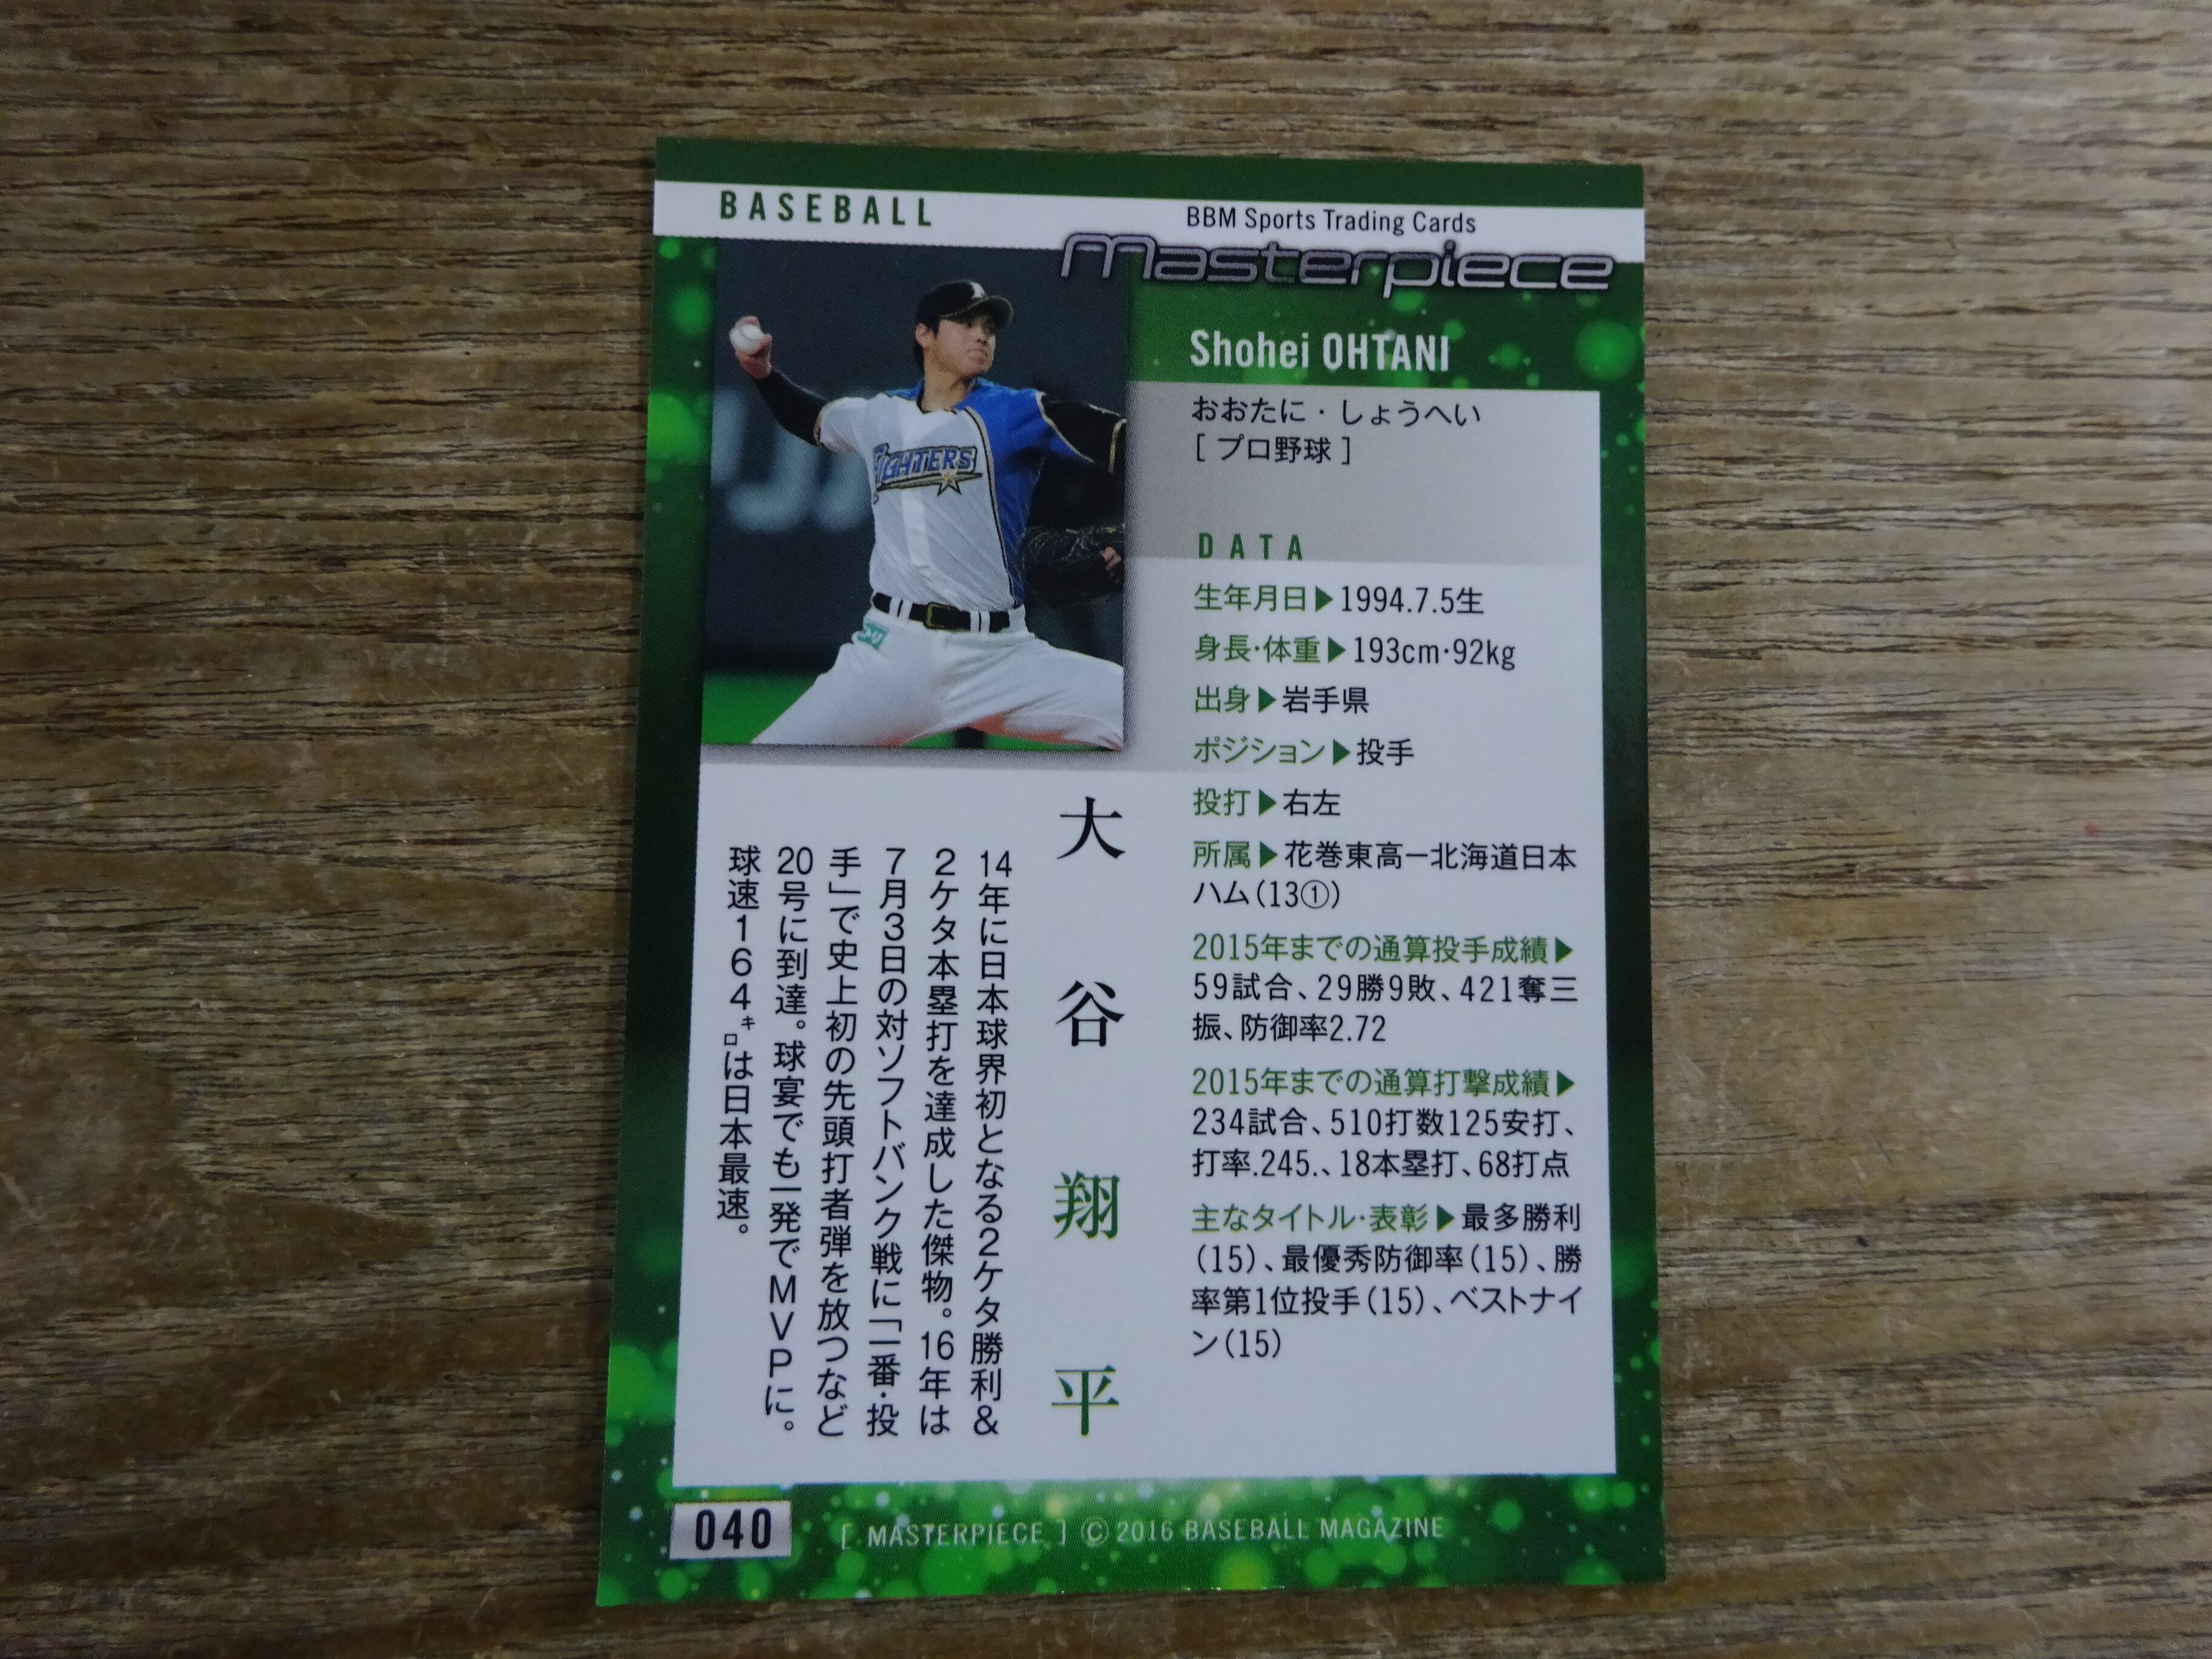 BASEBALL
BBM Sports Trading Cards
Masterpiece
FIGHTERS
Shohei OHTANI
おおたに・しょうへい
[プロ野球]
DATA
生年月日▶1994.7.5生
身長・体重▶193cm・92kg
出身▶岩手県
ポジション▶投手
投打▶右左
所属▶花巻東高ー北海道日本
ハム(13①)
2015年までの通算投手成績▶
59試合、29勝9敗、421奪三
振、防御率2.72
2015年までの通算打撃成績▶
234試合、510打数125安打、
打率.245.、18本塁打、68打点
主なタイトル・表彰▶最多勝利
(15)、最優秀防御率(15)、勝
率第1位投手(15)、ベストナイ
ン(15)
大谷翔平
14年に日本球界初となる2ケタ勝利&
2ケタ本塁打を達成した傑物。16年は
7月3日の対ソフトバンク戦に「一番・投
手」で史上初の先頭打者弾を放つなど
20号に到達。球宴でも一発でMVPに。
球速164キロは日本最速。
040
[ MASTERPIECE ] © 2016 BASEBALL MAGAZINE